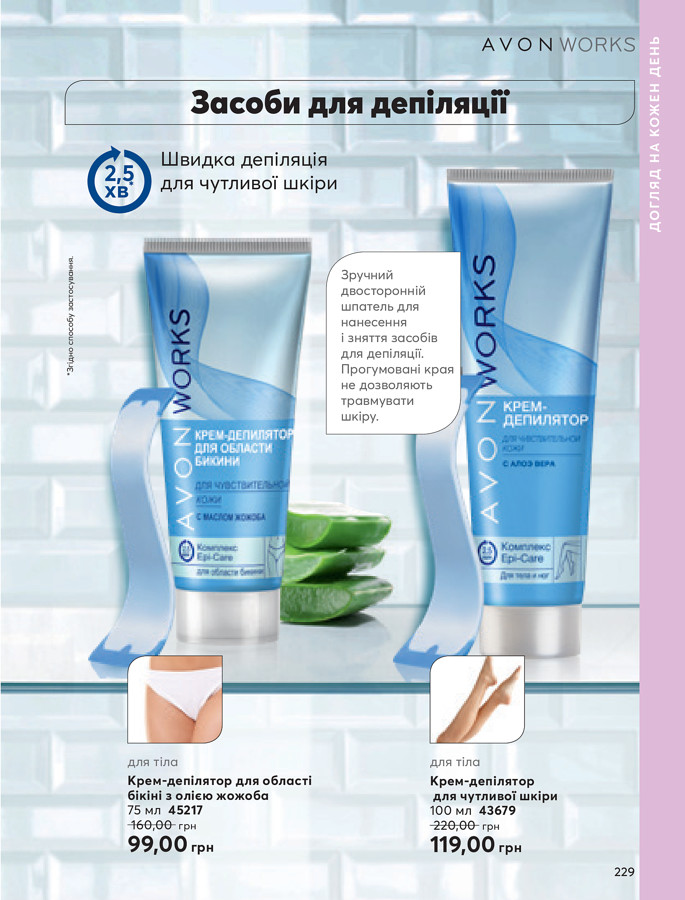 AVON WORKS
ДОГЛЯД НА КОЖЕН ДЕНЬ
Засоби для депіляції
2,5 хв.*
Швидка депіляція
для чутливої шкіри
*Згідно способу застосування.
Зручний
двосторонній
шпатель для
нанесення
і зняття засобів
для депіляції.
Прогумовані края
не дозволяють
травмувати
шкіру.
AVON WORKS
КРЕМ-ДЕПИЛЯТОР
ДЛЯ ОБЛАСТИ
БИКИНИ
ДЛЯ ЧУВСТВИТЕЛЬНОЙ
КОЖИ
С МАСЛОМ ЖОЖОБА
Комплекс
Epi-Care
для области бикини
AVON WORKS
КРЕМ-
ДЕПИЛЯТОР
ДЛЯ ЧУВСТВИТЕЛЬНОЙ
КОЖИ
С АЛОЭ ВЕРА
2,5
Комплекс
Epi-Care
Для тела и ног
для тіла
Крем-депілятор для області
бікіні з олією жожоба
75 мл 45217
160,00 грн
99,00 грн
для тіла
Крем-депілятор
для чутливої шкіри
100 мл 43679
220,00 грн
119,00 грн
229